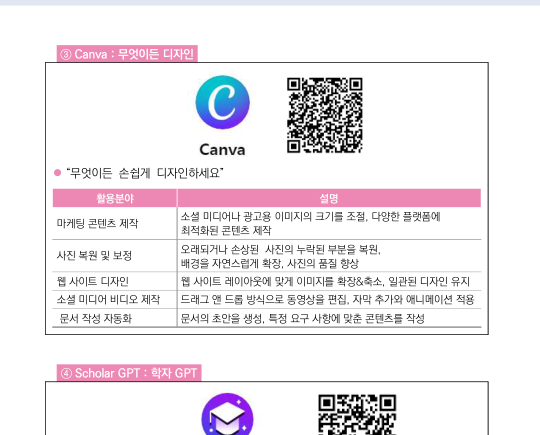 ③ Canva : 무엇이든 디자인
Canva
"무엇이든 손쉽게 디자인하세요"
활용분야 설명
마케팅 콘텐츠 제작 소셜 미디어나 광고용 이미지의 크기를 조절, 다양한 플랫폼에
최적화된 콘텐츠 제작
사진 복원 및 보정 오래되거나 손상된 사진의 누락된 부분을 복원,
배경을 자연스럽게 확장, 사진의 품질 향상
웹 사이트 디자인 웹 사이트 레이아웃에 맞게 이미지를 확장&축소, 일관된 디자인 유지
소셜 미디어 비디오 제작 드래그 앤 드롭 방식으로 동영상을 편집, 자막 추가와 애니메이션 적용
문서 작성 자동화 문서의 초안을 생성, 특정 요구 사항에 맞춘 콘텐츠를 작성
④ Scholar GPT : 학자 GPT